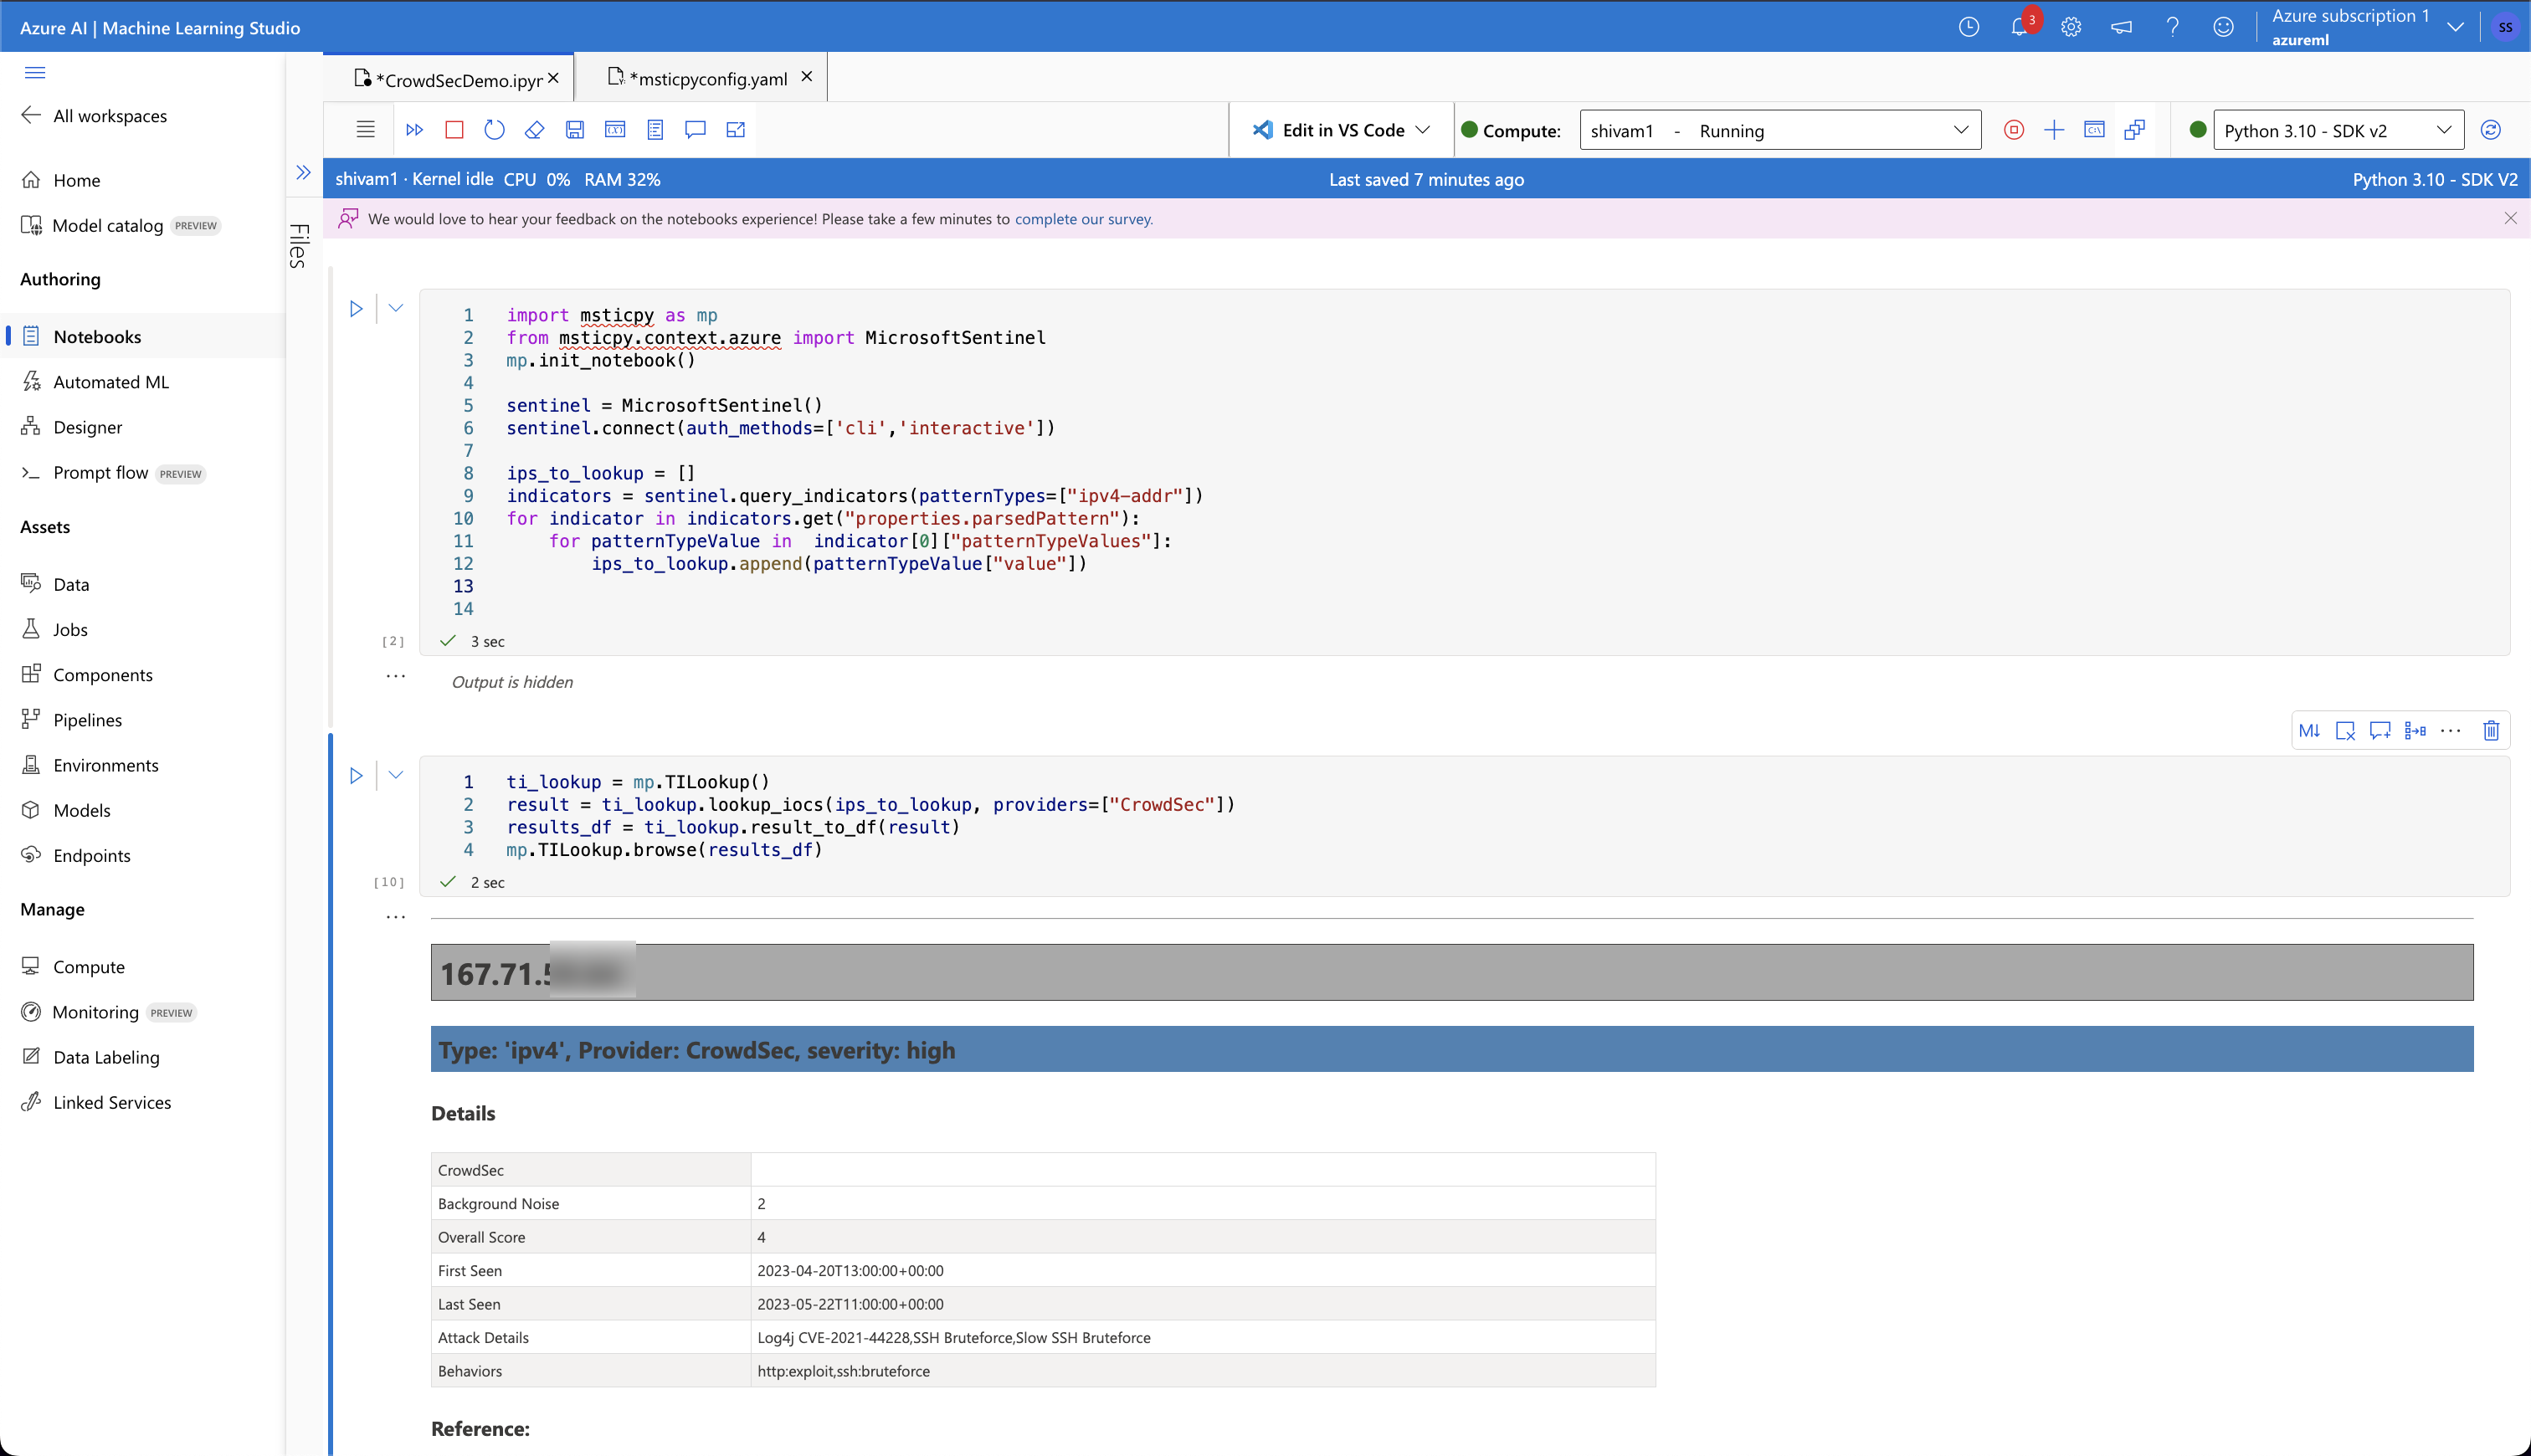 Azure AI | Machine Learning Studio
3
Azure subscription 1
azureml
SS
All workspaces
Home
Model catalog PREVIEW
Authoring
Notebooks
Automated ML
Designer
Prompt flow PREVIEW
Assets
Data
Jobs
Components
Pipelines
Environments
Models
Endpoints
Manage
Compute
Monitoring PREVIEW
Data Labeling
Linked Services
Files
*CrowdSecDemo.ipyr
*msticpyconfig.yaml
Edit in VS Code
Compute:
shivam1 - Running
Python 3.10 - SDK v2
shivam1 · Kernel idle CPU 0% RAM 32%
Last saved 7 minutes ago
Python 3.10 - SDK V2
We would love to hear your feedback on the notebooks experience! Please take a few minutes to complete our survey.
1 import msticpy as mp
2 from msticpy.context.azure import MicrosoftSentinel
3 mp.init_notebook()
4
5 sentinel = MicrosoftSentinel()
6 sentinel.connect(auth_methods=['cli','interactive'])
7
8 ips_to_lookup = []
9 indicators = sentinel.query_indicators(patternTypes=["ipv4-addr"])
10 for indicator in indicators.get("properties.parsedPattern"):
11     for patternTypeValue in  indicator[0]["patternTypeValues"]:
12         ips_to_lookup.append(patternTypeValue["value"])
13
14
[2] 3 sec
Output is hidden
M↓
1 ti_lookup = mp.TILookup()
2 result = ti_lookup.lookup_iocs(ips_to_lookup, providers=["CrowdSec"])
3 results_df = ti_lookup.result_to_df(result)
4 mp.TILookup.browse(results_df)
[10] 2 sec
167.71.
Type: 'ipv4', Provider: CrowdSec, severity: high
Details
CrowdSec
Background Noise 2
Overall Score 4
First Seen 2023-04-20T13:00:00+00:00
Last Seen 2023-05-22T11:00:00+00:00
Attack Details Log4j CVE-2021-44228,SSH Bruteforce,Slow SSH Bruteforce
Behaviors http:exploit,ssh:bruteforce
Reference: